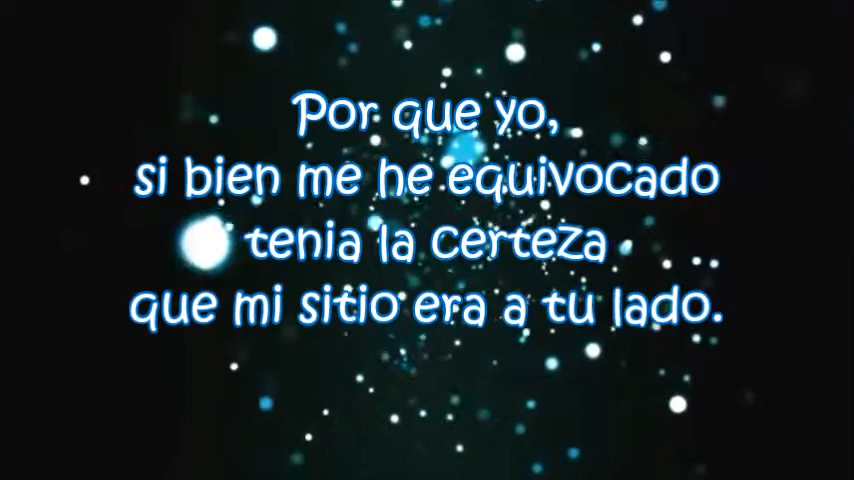 Por que yo,
si bien me he equivocado
tenia la certeza
que mi sitio era a tu lado.